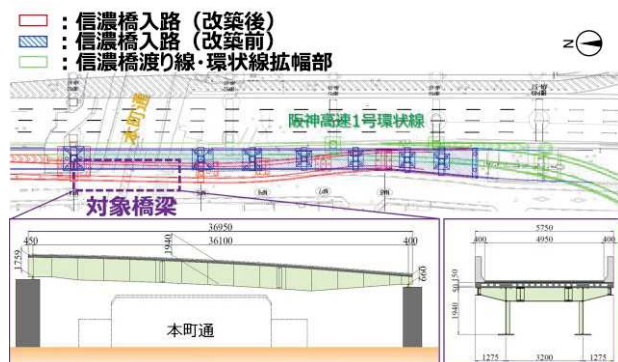 ：信濃橋入路（改築後）
：信濃橋入路（改築前）
：信濃橋渡り線・環状線拡幅部
N
本町通
阪神高速1号環状線
対象橋梁
36950
450
36100
400
1759
1940
660
本町通
5750
400
4950
400
50
150
1940
1275
3200
1275